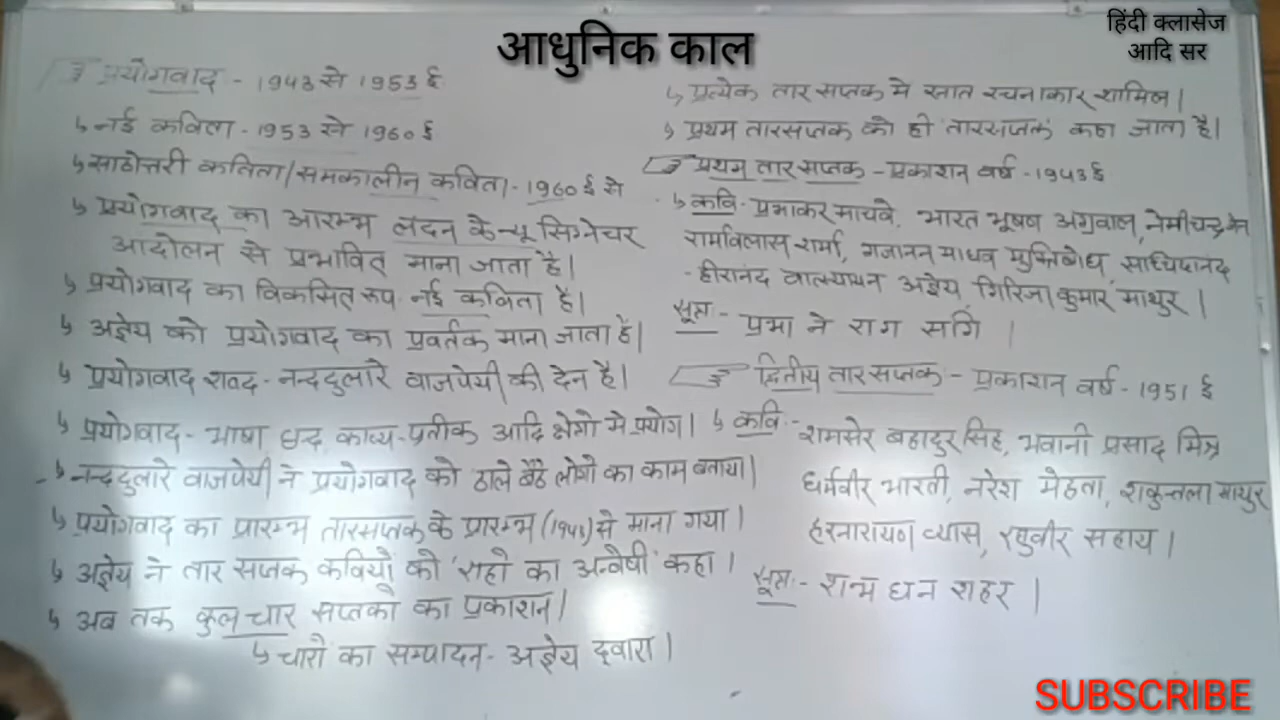 आधुनिक काल
हिंदी क्लासेज
आदि सर
प्रयोगवाद - 1943 से 1953 ई
↳ नई कविता - 1953 से 1960 ई
↳ साठोत्तरी कविता/समकालीन कविता - 1960 ई से
↳ प्रयोगवाद का आरम्भ लंदन के न्यू सिग्नेचर
आंदोलन से प्रभावित माना जाता है।
↳ प्रयोगवाद का विकसित रूप नई कविता है।
↳ अज्ञेय को प्रयोगवाद का प्रवर्तक माना जाता है।
↳ प्रयोगवाद शब्द - नन्ददुलारे वाजपेयी की देन है।
↳ प्रयोगवाद - भाषा छन्द काव्य-प्रतीक आदि क्षेत्रो मे प्रयोग।
↳ नन्ददुलारे वाजपेयी ने प्रयोगवाद को ठाले बैठे लोगो का काम बताया।
↳ प्रयोगवाद का प्रारम्भ तारसप्तक के प्रारम्भ (1943) से माना गया।
↳ अज्ञेय ने तार सप्तक कवियों को 'राहो का अन्वेषी' कहा।
↳ अब तक कुल चार सप्तको का प्रकाशन।
↳ चारों का सम्पादन - अज्ञेय द्वारा।
↳ प्रत्येक तार सप्तक मे सात रचनाकार शामिल।
↳ प्रथम तारसप्तक को ही 'तारसप्तक' कहा जाता है।
प्रथम तार सप्तक - प्रकाशन वर्ष - 1943 ई
↳ कवि - प्रभाकर माचवे, भारत भूषण अग्रवाल, नेमीचन्द्र जैन
रामविलास शर्मा, गजानन माधव मुक्तिबोध, सच्चिदानंद
हीरानंद वात्स्यायन अज्ञेय, गिरिजा कुमार माथुर।
सूत्र:- प्रभा ने राग सगि।
द्वितीय तारसप्तक - प्रकाशन वर्ष - 1951 ई
↳ कवि:- शमसेर बहादुर सिंह, भवानी प्रसाद मिश्र
धर्मवीर भारती, नरेश मेहता, शकुन्तला माथुर
हरनारायण व्यास, रघुवीर सहाय।
सूत्र:- शन्भ धन शहर।
SUBSCRIBE